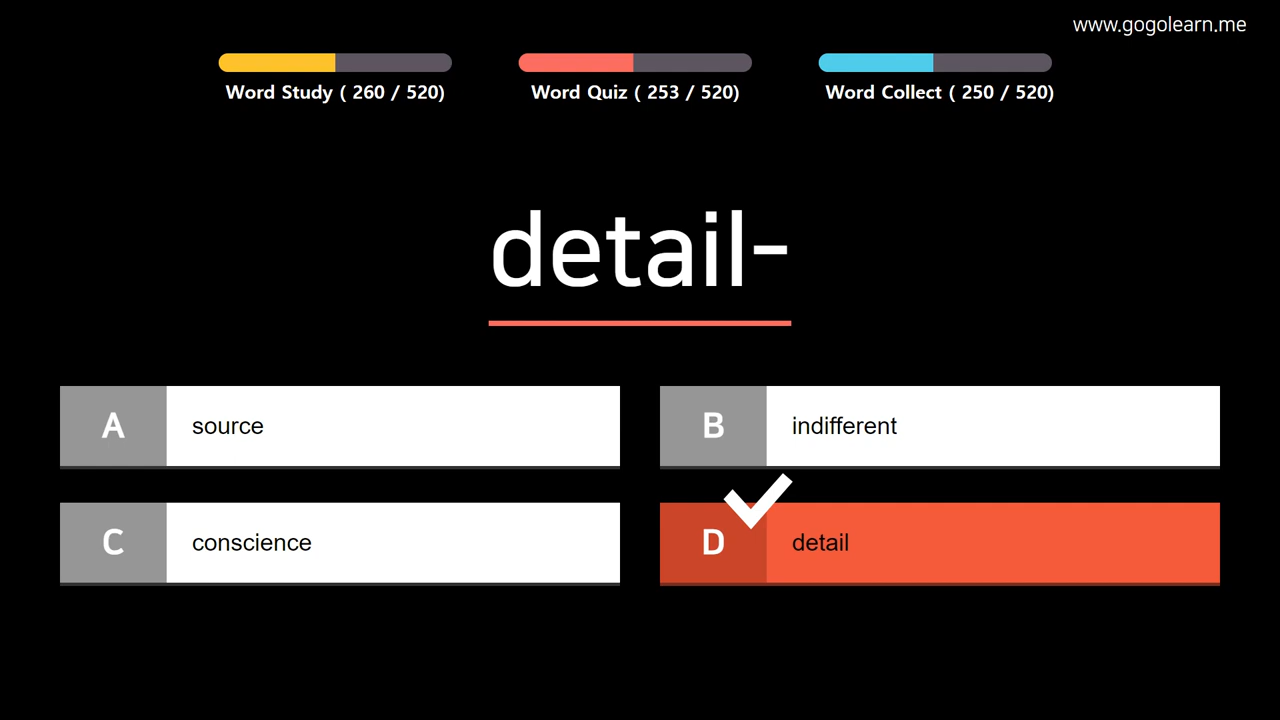 www.gogolearn.me
Word Study ( 260 / 520)
Word Quiz ( 253 / 520)
Word Collect ( 250 / 520)
detail-
A source
B indifferent
C conscience
D detail